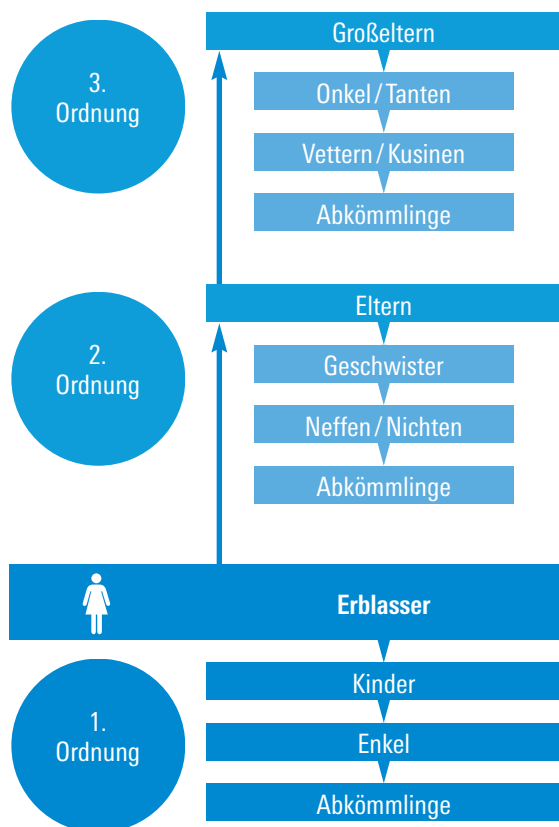 3.
Ordnung
Großeltern
Onkel / Tanten
Vettern / Kusinen
Abkömmlinge
2.
Ordnung
Eltern
Geschwister
Neffen / Nichten
Abkömmlinge
Erblasser
1.
Ordnung
Kinder
Enkel
Abkömmlinge